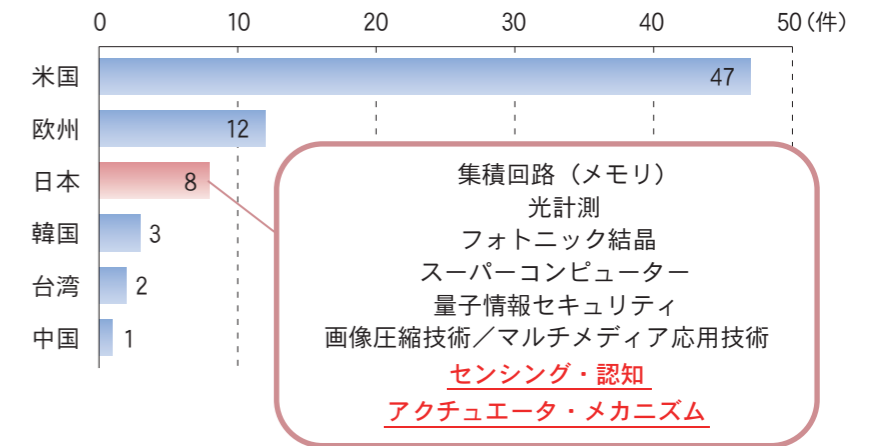 0 10 20 30 40 50(件)
米国 47
欧州 12
日本 8
韓国 3
台湾 2
中国 1
集積回路（メモリ）
光計測
フォトニック結晶
スーパーコンピューター
量子情報セキュリティ
画像圧縮技術／マルチメディア応用技術
センシング・認知
アクチュエータ・メカニズム